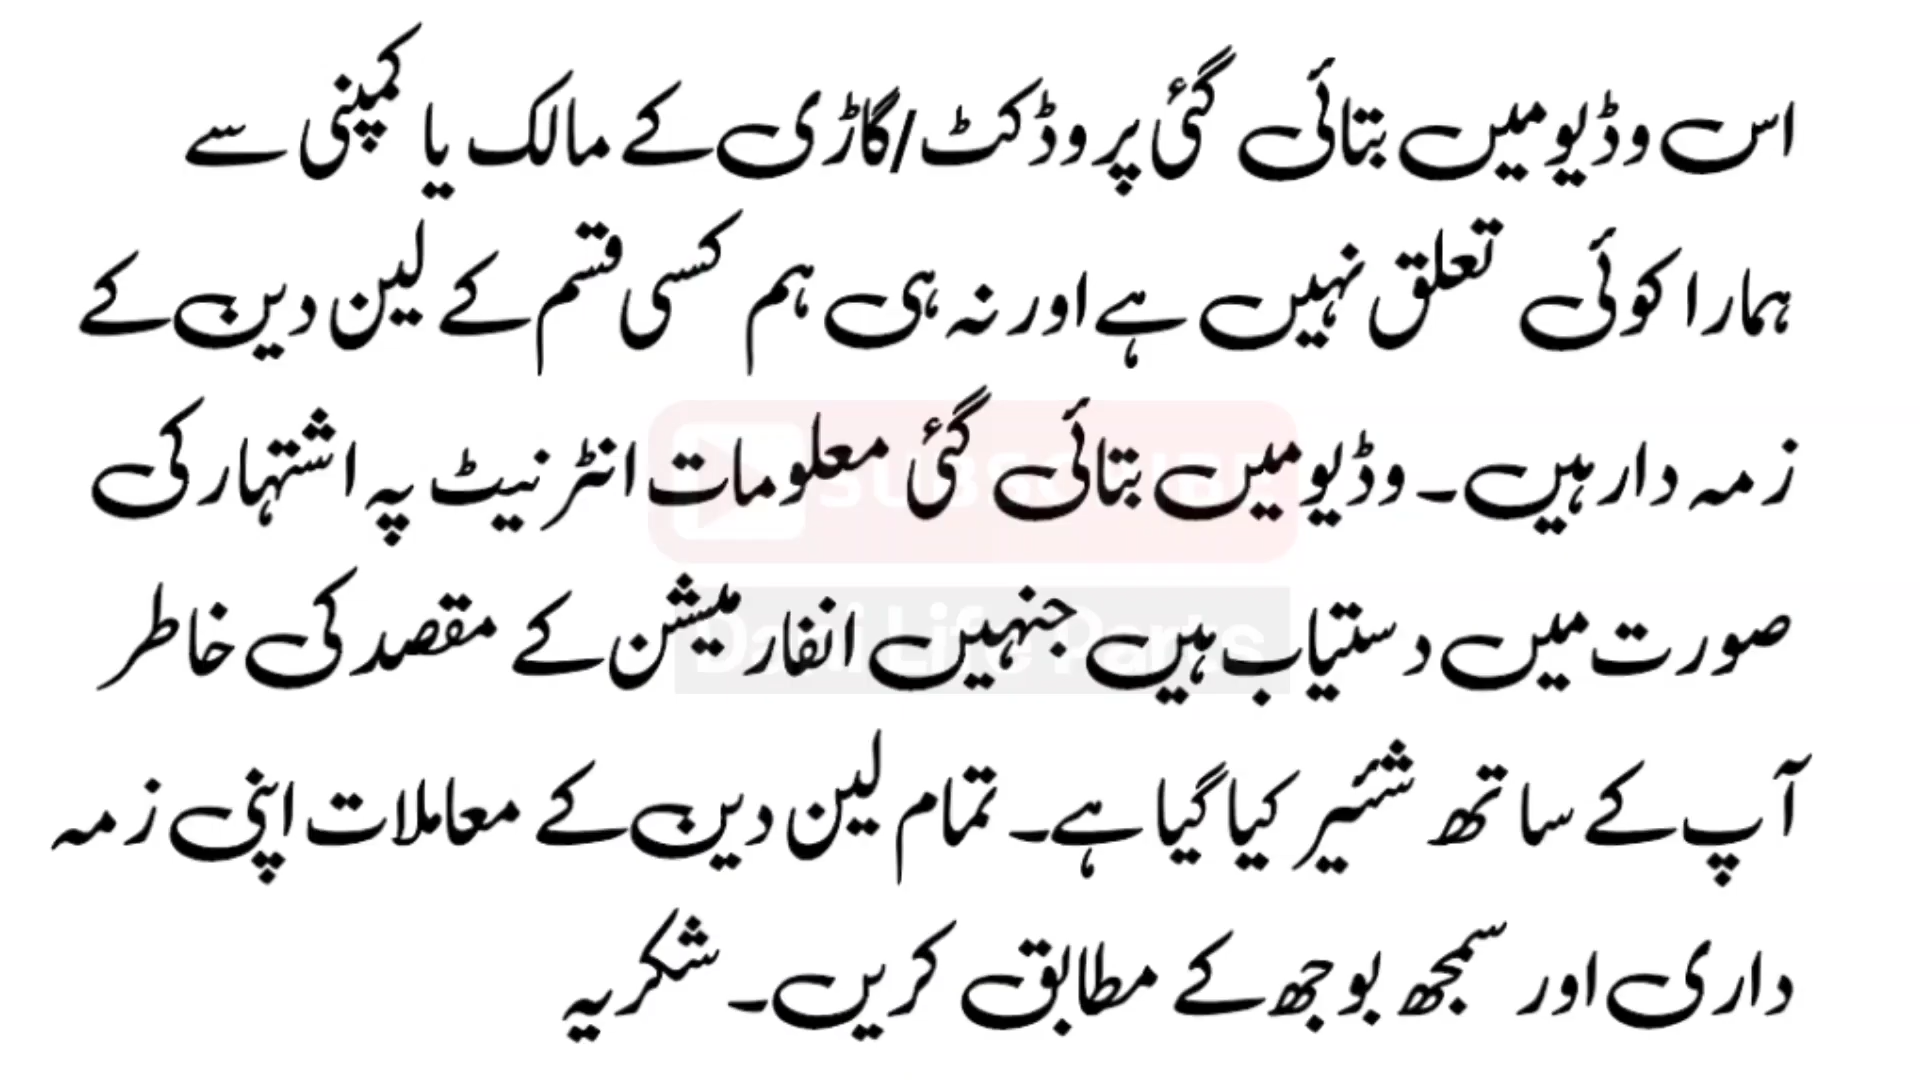 اس وڈیو میں بتائی گئی پروڈکٹ/گاڑی کے مالک یا کمپنی سے
ہمارا کوئی تعلق نہیں ہے اور نہ ہی ہم کسی قسم کے لین دین کے
زمہ دار ہیں۔ وڈیو میں بتائی گئی معلومات انٹرنیٹ پہ اشتہار کی
صورت میں دستیاب ہیں جنہیں انفارمیشن کے مقصد کی خاطر
آپ کے ساتھ شئیر کیا گیا ہے۔ تمام لین دین کے معاملات اپنی زمہ
داری اور سمجھ بوجھ کے مطابق کریں۔ شکریہ
SUBSCRIBE